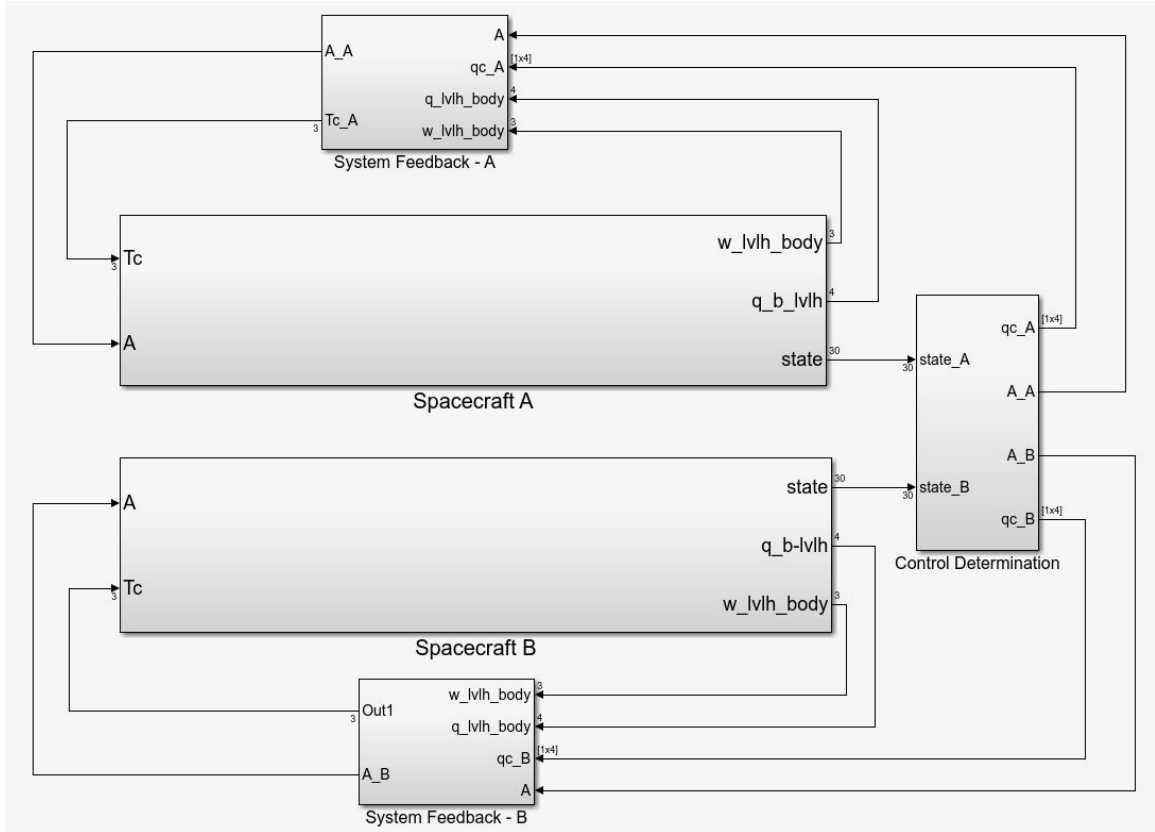 A
A_A
[1x4]
qc_A
4
q_lvlh_body
3
Tc_A
3
w_lvlh_body
System Feedback - A
w_lvlh_body
3
Tc
3
q_b_lvlh
4
qc_A
[1x4]
A
state
30
30
state_A
A_A
Spacecraft A
A_B
state
30
30
state_B
A
qc_B
[1x4]
q_b-lvlh
4
Control Determination
Tc
3
w_lvlh_body
3
Spacecraft B
w_lvlh_body
3
Out1
3
q_lvlh_body
4
qc_B
[1x4]
A_B
A
System Feedback - B